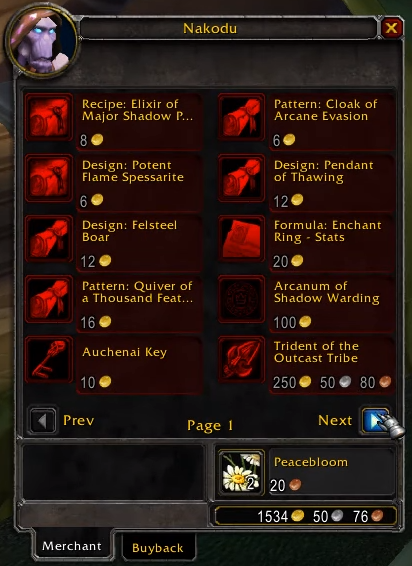 Nakodu
Recipe: Elixir of
Major Shadow P...
8
Pattern: Cloak of
Arcane Evasion
6
Design: Potent
Flame Spessarite
6
Design: Pendant
of Thawing
12
Design: Felsteel
Boar
12
Formula: Enchant
Ring - Stats
20
Pattern: Quiver of
a Thousand Feat...
16
Arcanum of
Shadow Warding
100
Auchenai Key
10
Trident of the
Outcast Tribe
250 50 80
Prev
Page 1
Next
2
Peacebloom
20
1534 50 76
Merchant
Buyback